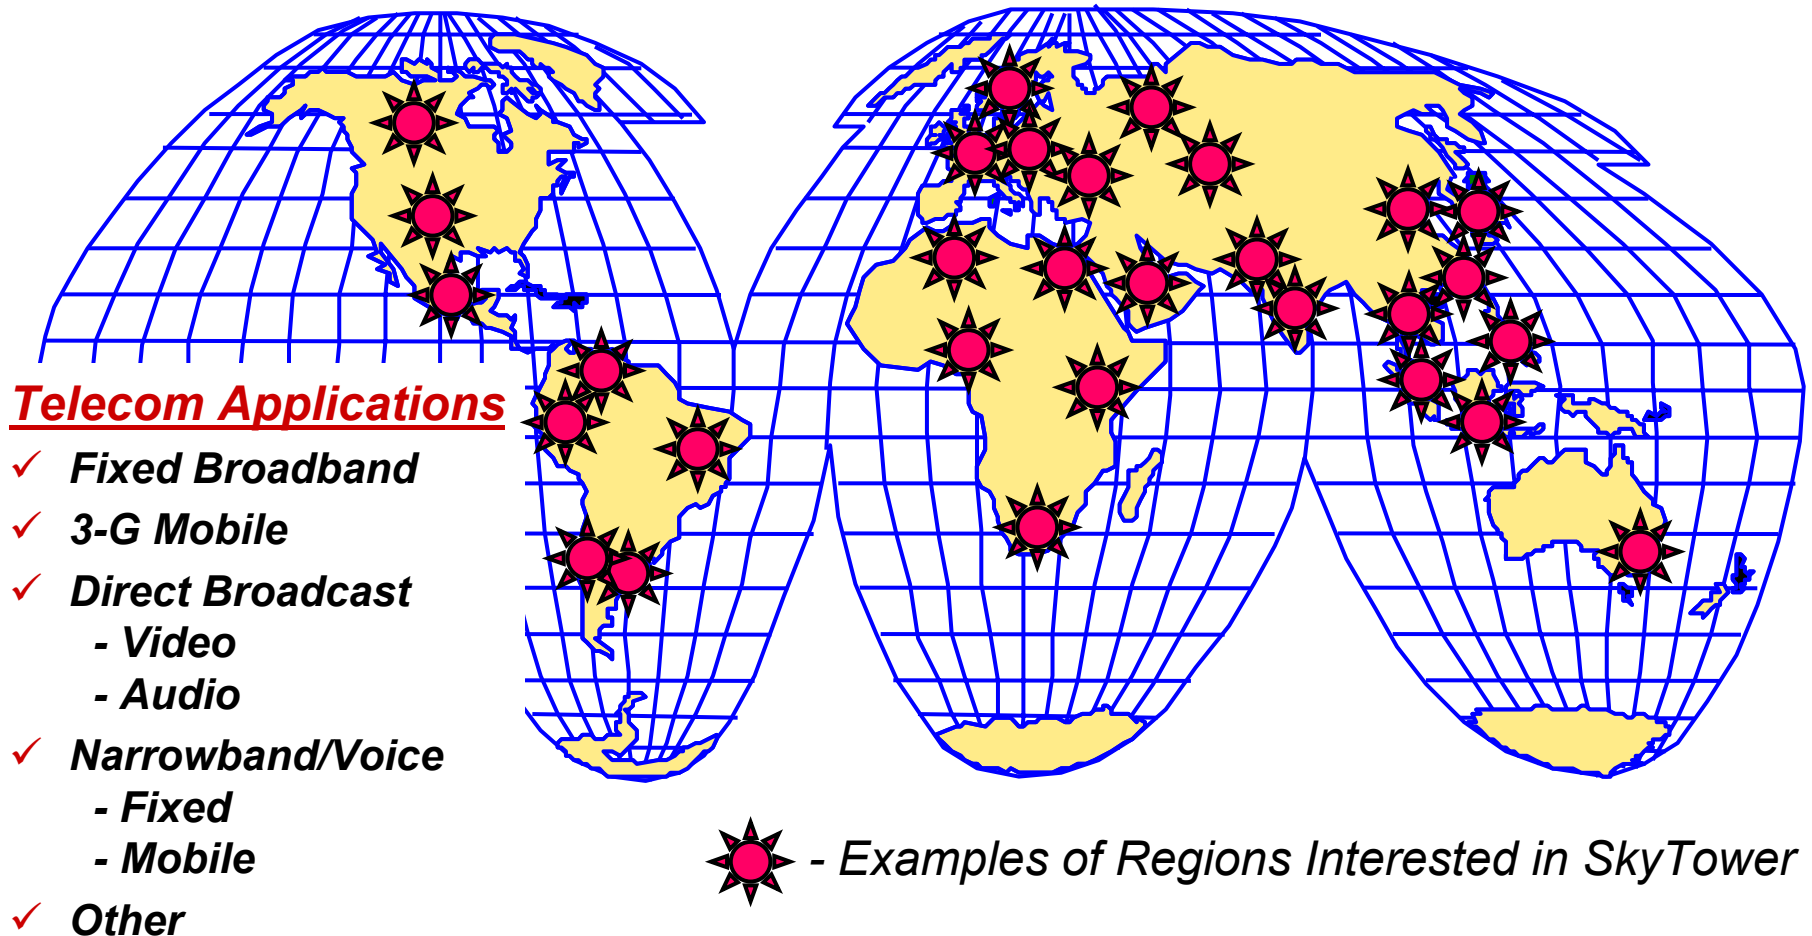 Telecom Applications
✓ Fixed Broadband
✓ 3-G Mobile
✓ Direct Broadcast
- Video
- Audio
✓ Narrowband/Voice
- Fixed
- Mobile
✓ Other
- Examples of Regions Interested in SkyTower